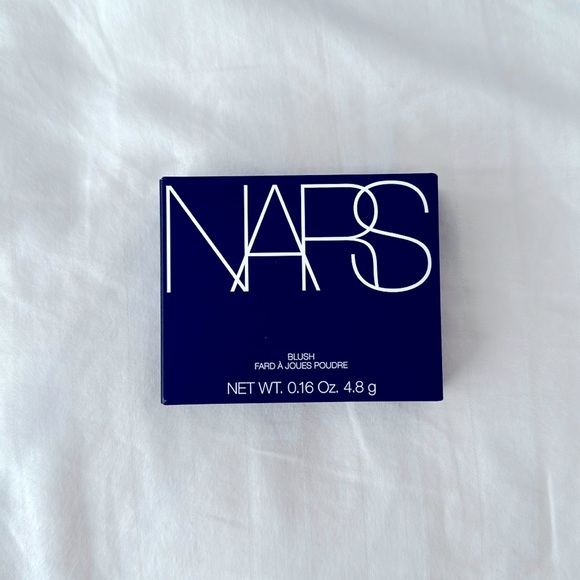 NARS
BLUSH
FARD À JOUES POUDRE
NET WT. 0.16 Oz. 4.8 g